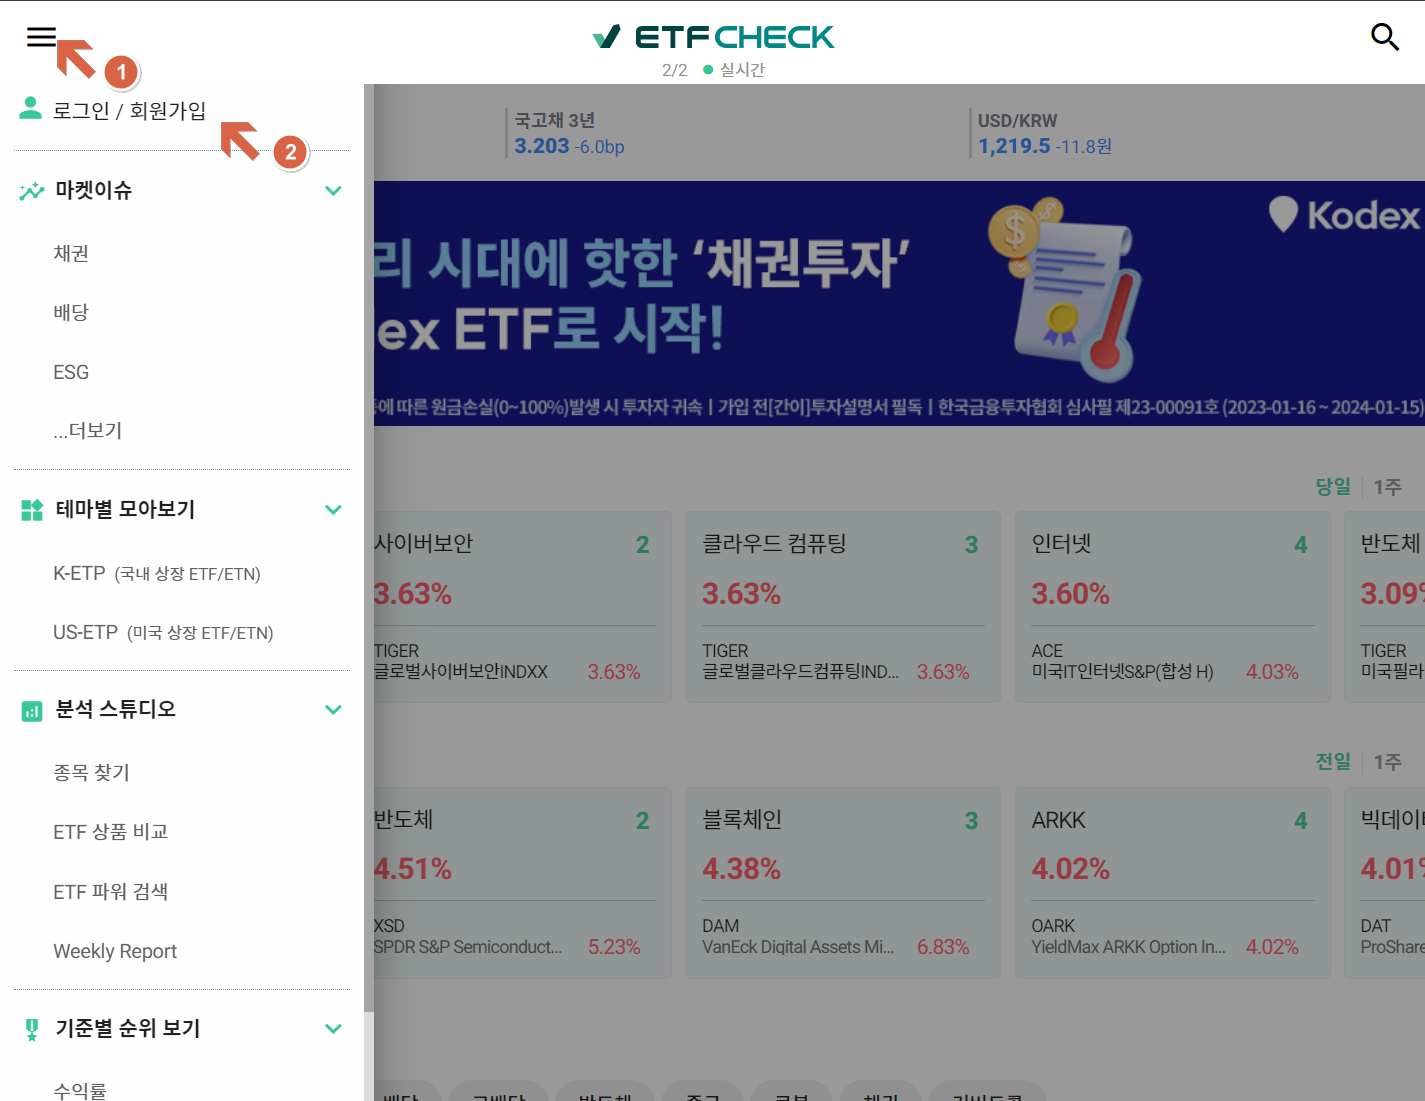 ETFCHECK
2/2 실시간
1
로그인 / 회원가입
2
국고채 3년
3.203 -6.0bp
USD/KRW
1,219.5 -11.8원
마켓이슈
채권
배당
ESG
...더보기
Kodex
리 시대에 핫한 ‘채권투자’
ex ETF로 시작!
에 따른 원금손실(0~100%)발생 시 투자자 귀속 | 가입 전[간이]투자설명서 필독 | 한국금융투자협회 심사필 제23-00091호 (2023-01-16 ~ 2024-01-15)
테마별 모아보기
K-ETP (국내 상장 ETF/ETN)
US-ETP (미국 상장 ETF/ETN)
분석 스튜디오
종목 찾기
ETF 상품 비교
ETF 파워 검색
Weekly Report
기준별 순위 보기
수익률
당일 1주
사이버보안 2
3.63%
TIGER
글로벌사이버보안INDXX 3.63%
클라우드 컴퓨팅 3
3.63%
TIGER
글로벌클라우드컴퓨팅IND... 3.63%
인터넷 4
3.60%
ACE
미국IT인터넷S&P(합성 H) 4.03%
반도체
3.09%
TIGER
미국필라
전일 1주
반도체 2
4.51%
XSD
SPDR S&P Semiconduct... 5.23%
블록체인 3
4.38%
DAM
VanEck Digital Assets Mi... 6.83%
ARKK 4
4.02%
OARK
YieldMax ARKK Option In... 4.02%
빅데이터
4.01%
DAT
ProShare